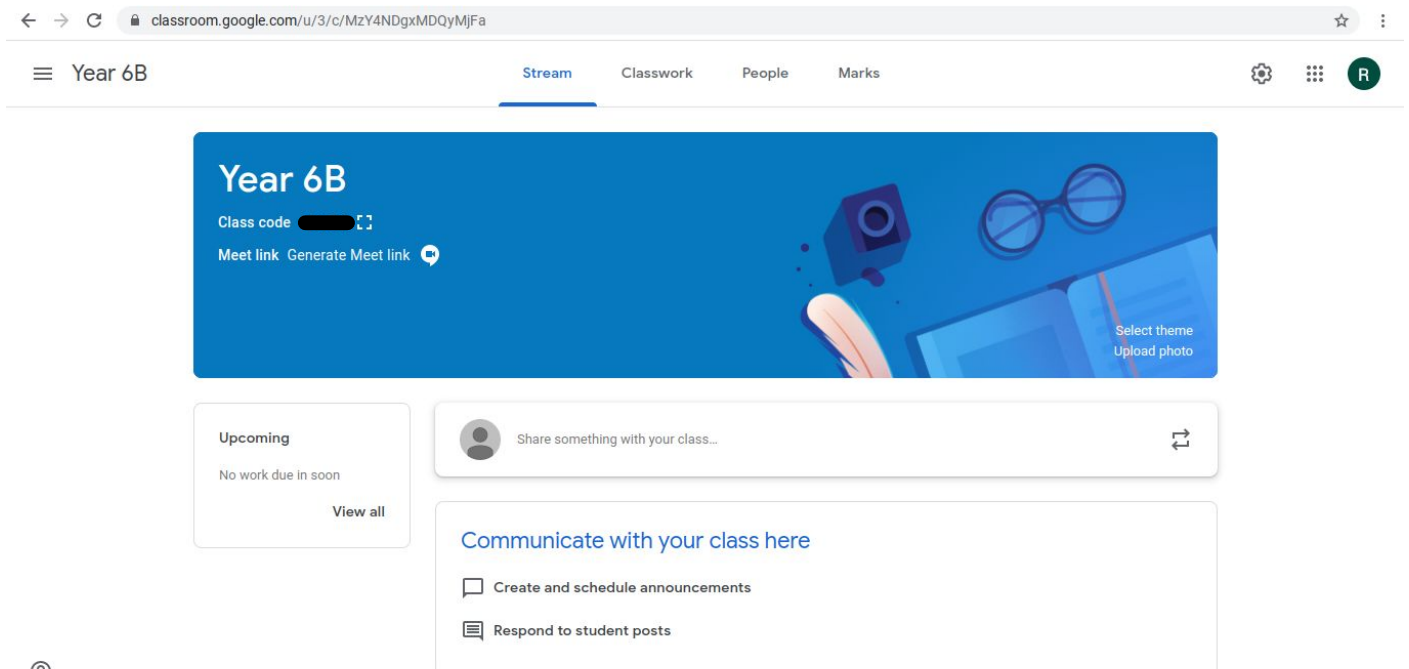 classroom.google.com/u/3/c/MzY4NDgxMDQyMjFa
Year 6B
Stream Classwork People Marks
R
Year 6B
Class code
Meet link Generate Meet link
Select theme
Upload photo
Upcoming
No work due in soon
View all
Share something with your class...
Communicate with your class here
Create and schedule announcements
Respond to student posts